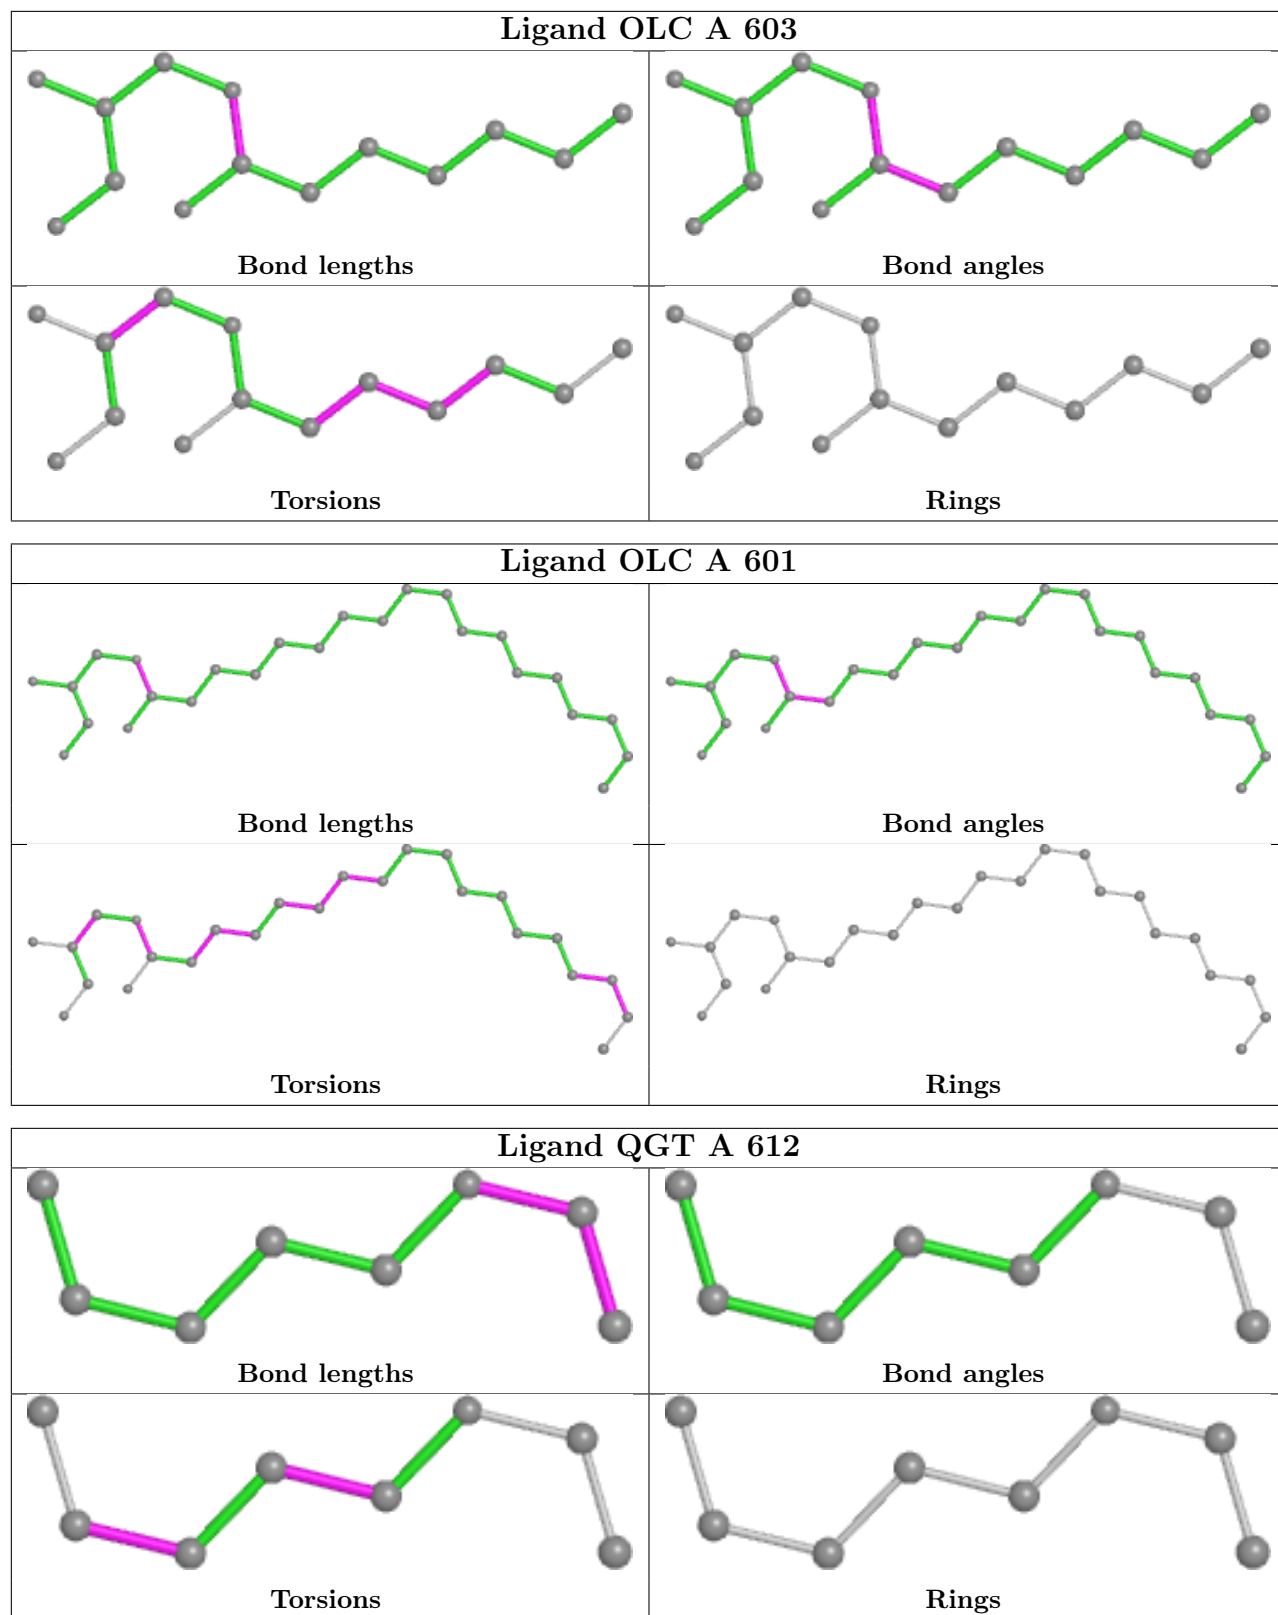 Ligand OLC A 603
Bond lengths
Bond angles
Torsions
Rings
Ligand OLC A 601
Bond lengths
Bond angles
Torsions
Rings
Ligand QGT A 612
Bond lengths
Bond angles
Torsions
Rings